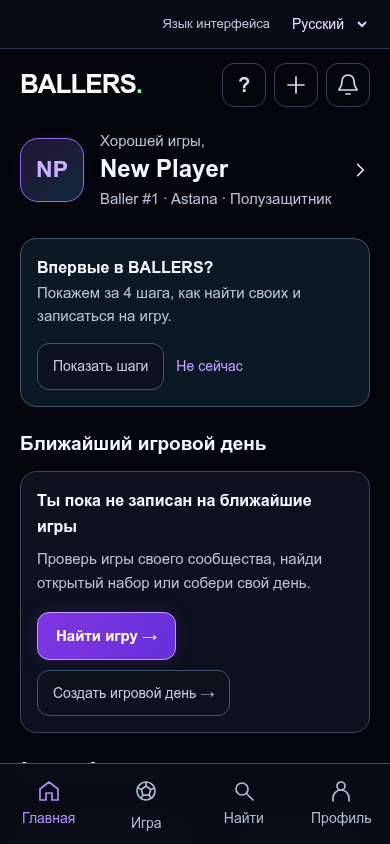 Язык интерфейса Русский
BALLERS. ?
NP
Хорошей игры,
New Player
Baller #1 · Astana · Полузащитник
Впервые в BALLERS?
Покажем за 4 шага, как найти своих и
записаться на игру.
Показать шаги Не сейчас
Ближайший игровой день
Ты пока не записан на ближайшие
игры
Проверь игры своего сообщества, найди
открытый набор или собери свой день.
Найти игру →
Создать игровой день →
Главная Игра Найти Профиль